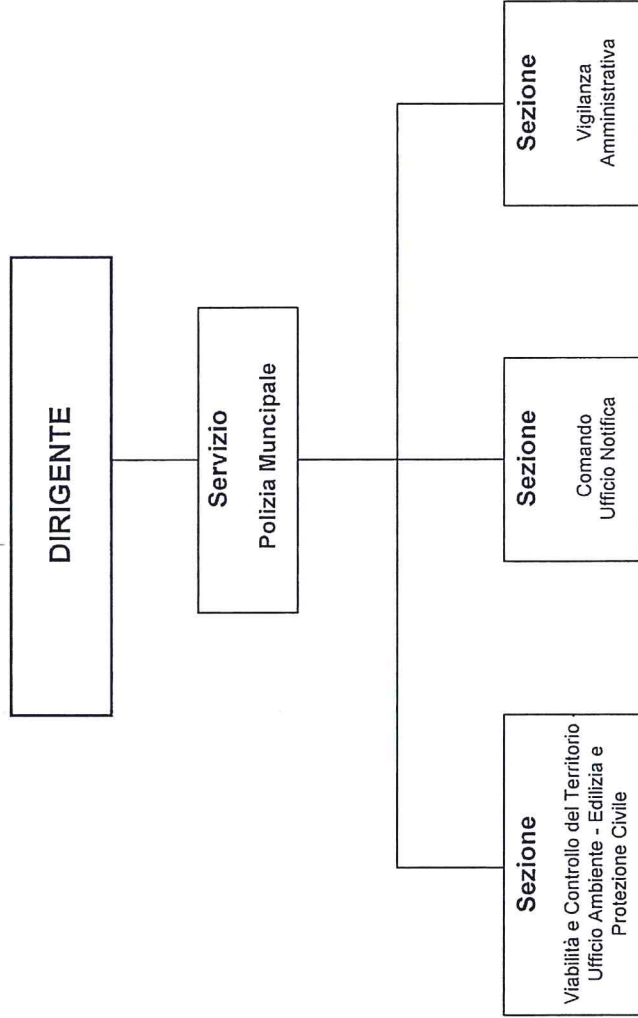 DIRIGENTE
Servizio
Polizia Muncipale
Sezione
Viabilità e Controllo del Territorio
Ufficio Ambiente - Edilizia e
Protezione Civile
Sezione
Comando
Ufficio Notifica
Sezione
Vigilanza
Amministrativa